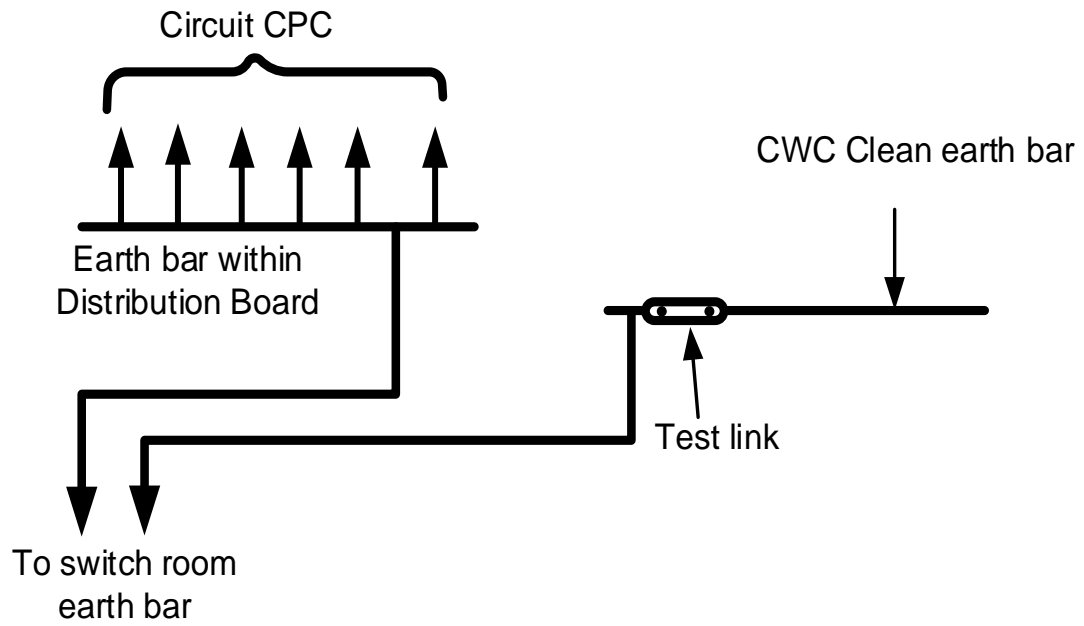 Circuit CPC
CWC Clean earth bar
Earth bar within
Distribution Board
Test link
To switch room
earth bar